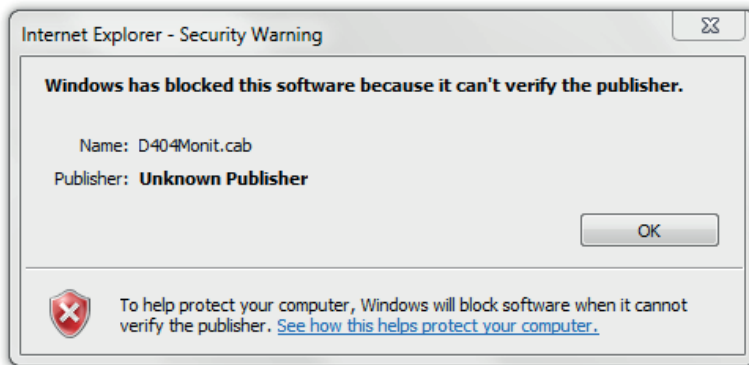 Internet Explorer - Security Warning
Windows has blocked this software because it can't verify the publisher.
Name: D404Monit.cab
Publisher: Unknown Publisher
OK
To help protect your computer, Windows will block software when it cannot
verify the publisher. See how this helps protect your computer.